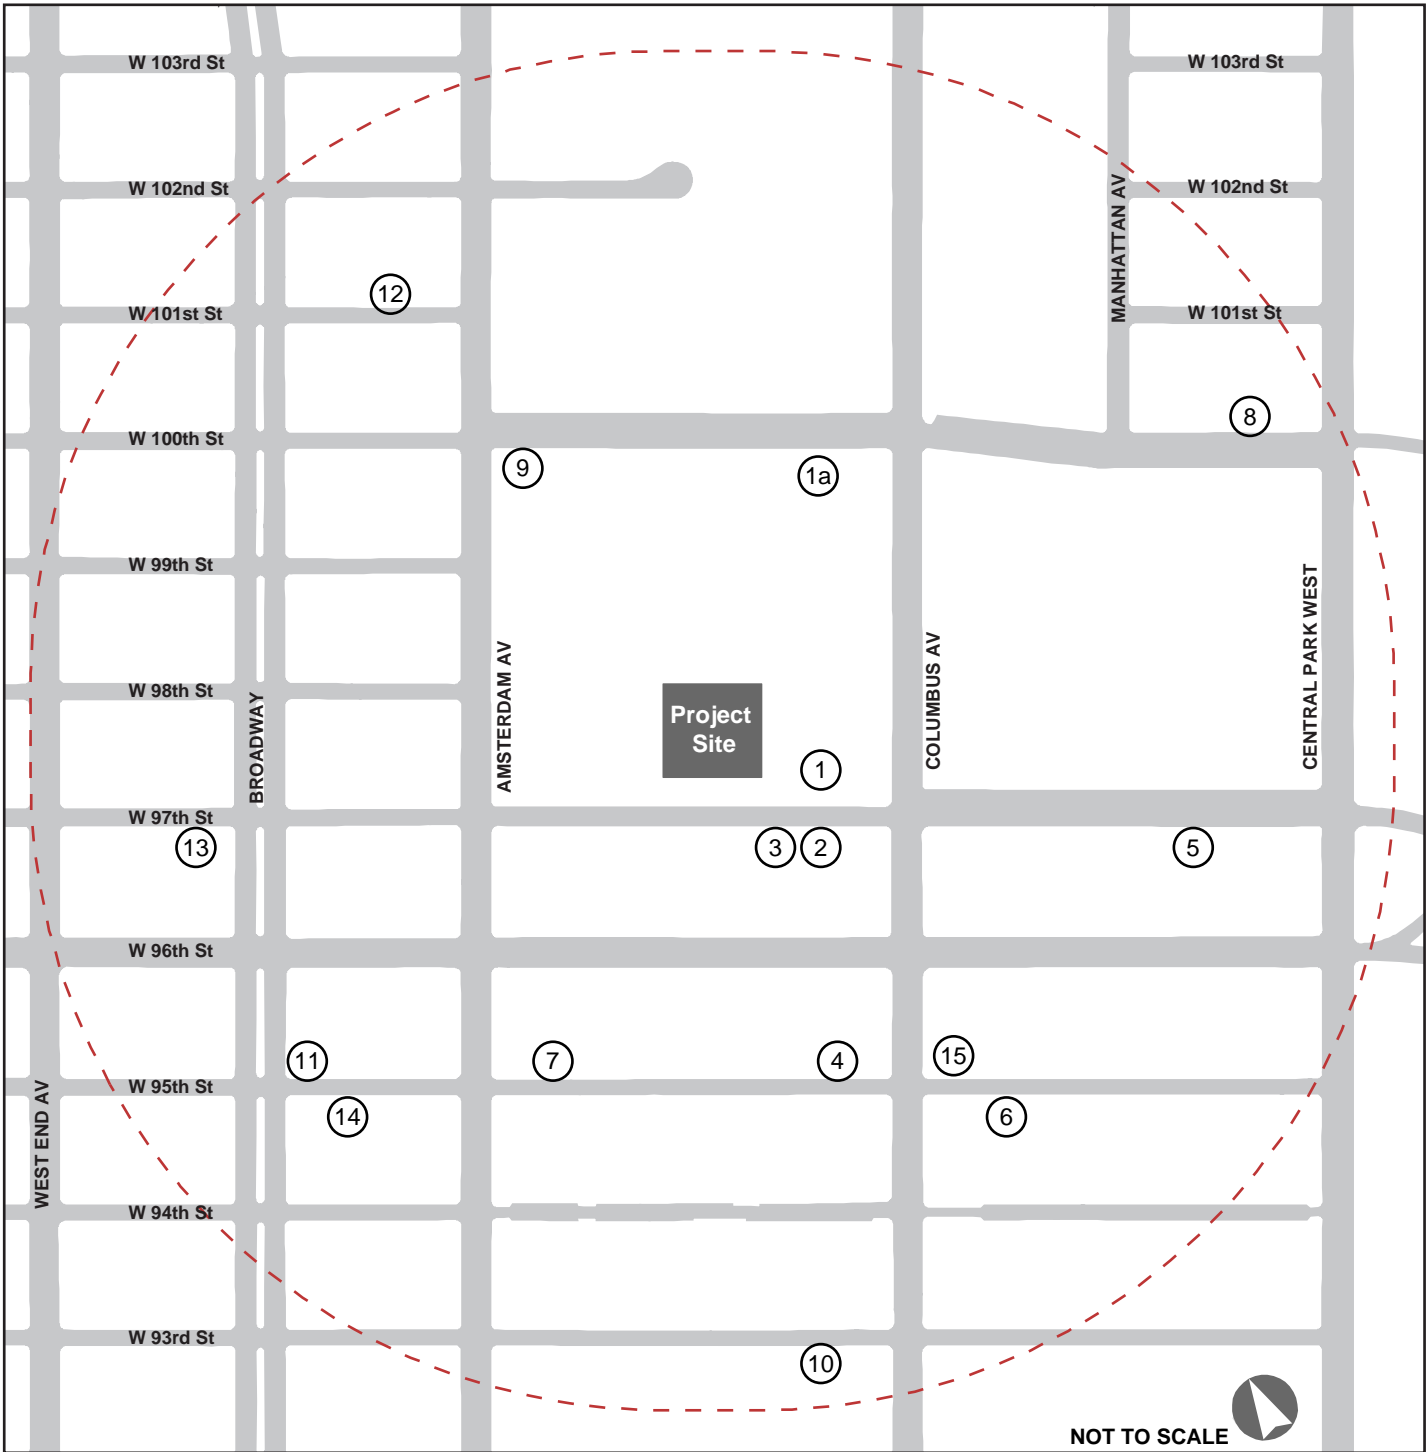 W 103rd St
W 103rd St
W 102nd St
MANHATTAN AV
W 102nd St
12
W 101st St
W 101st St
8
W 100th St
9
1a
W 99th St
AMSTERDAM AV
COLUMBUS AV
CENTRAL PARK WEST
W 98th St
BROADWAY
Project
Site
1
W 97th St
13
3
2
5
W 96th St
11
7
4
15
W 95th St
WEST END AV
14
6
W 94th St
W 93rd St
10
NOT TO SCALE